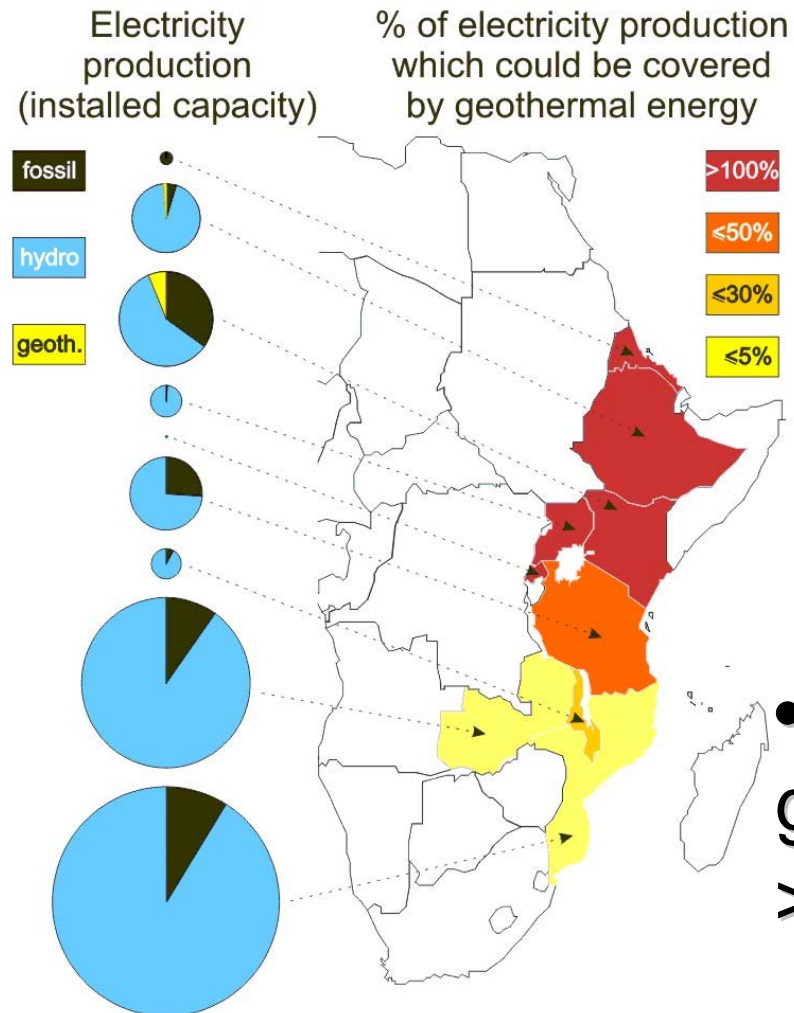 Electricity
production
(installed capacity)
% of electricity production
which could be covered
by geothermal energy
fossil
hydro
geoth.
>100%
≤50%
≤30%
≤5%
•
g
>